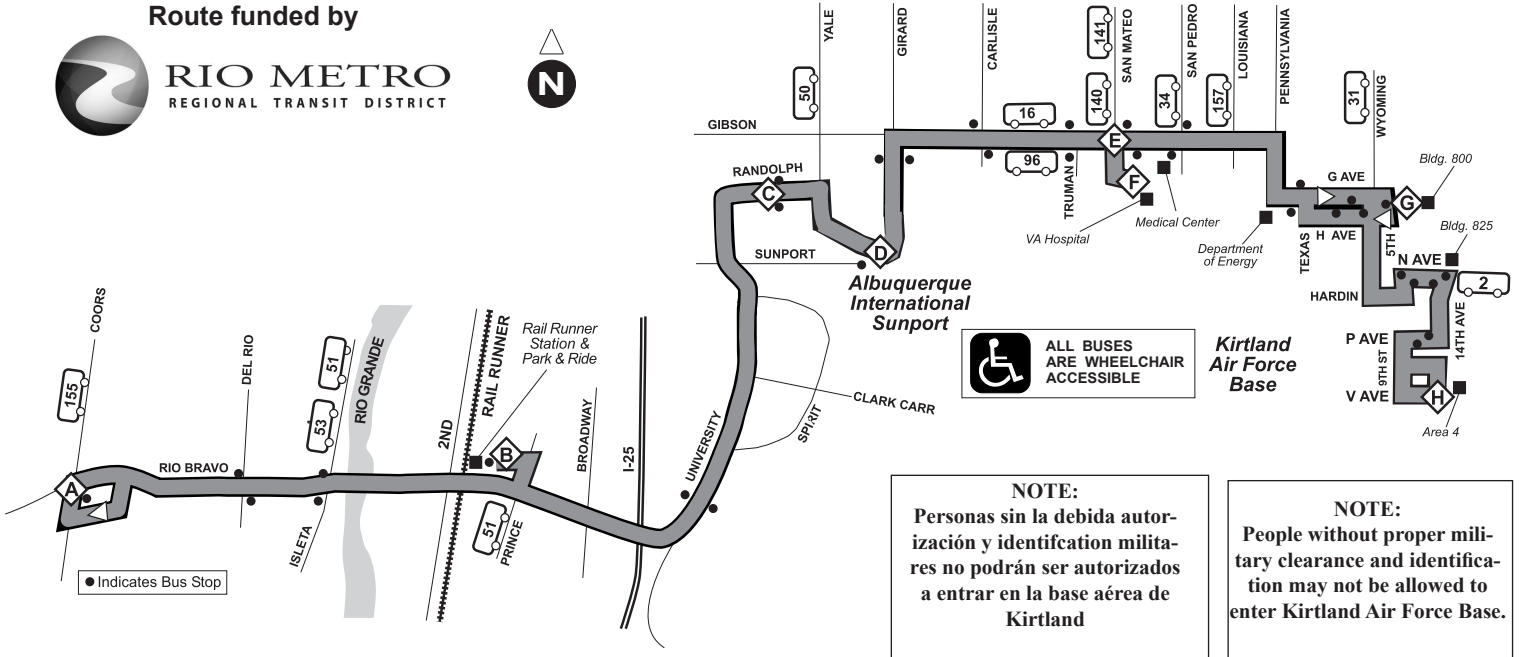 Route funded by
RIO METRO
REGIONAL TRANSIT DISTRICT
N
YALE
GIRARD
CARLISLE
141
SAN MATEO
SAN PEDRO
LOUISIANA
PENNSYLVANIA
WYOMING
50
16
140
34
157
31
GIBSON
E
96
RANDOLPH
C
TRUMAN
F
Medical Center
VA Hospital
G AVE
G
Bldg. 800
Department
of Energy
TEXAS
H AVE
5TH
Bldg. 825
SUNPORT
D
N AVE
HARDIN
2
14TH AVE
Albuquerque
International
Sunport
P AVE
9TH ST
V AVE
H
Area 4
ALL BUSES
ARE WHEELCHAIR
ACCESSIBLE
Kirtland
Air Force
Base
COORS
155
DEL RIO
51
53
RIO GRANDE
2ND
RAIL RUNNER
Rail Runner
Station &
Park & Ride
BROADWAY
I-25
UNIVERSITY
SPIRIT
CLARK CARR
A
RIO BRAVO
B
ISLETA
51
PRINCE
Indicates Bus Stop
NOTE:
Personas sin la debida autor-
ización y identifcation milita-
res no podrán ser autorizados
a entrar en la base aérea de
Kirtland
NOTE:
People without proper mili-
tary clearance and identifica-
tion may not be allowed to
enter Kirtland Air Force Base.